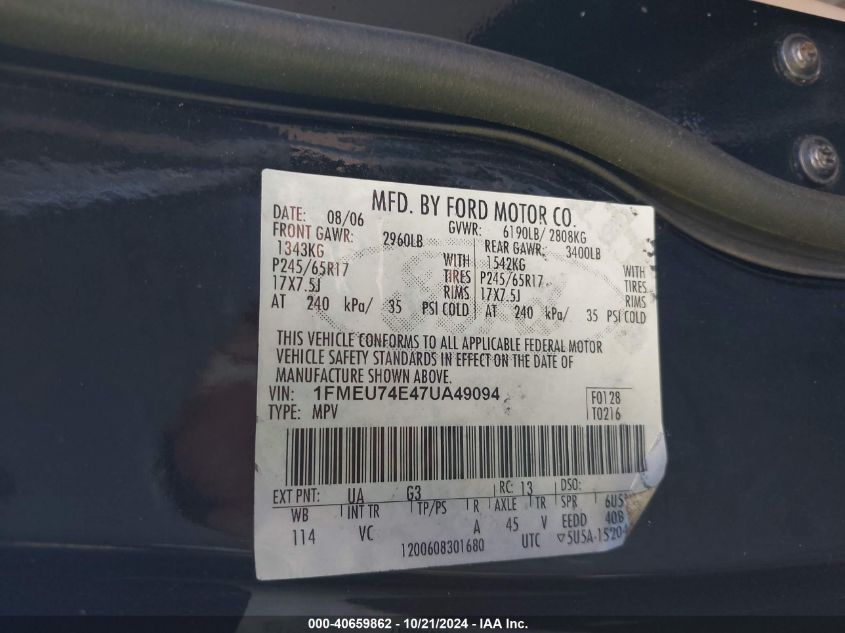 MFD. BY FORD MOTOR CO.
DATE: 08/06 GVWR: 6190LB/ 2808KG
FRONT GAWR: 2960LB REAR GAWR: 3400LB
1343KG WITH 1542KG WITH
P245/65R17 TIRES P245/65R17 TIRES
17X7.5J RIMS 17X7.5J RIMS
AT 240 kPa/ 35 PSI COLD AT 240 kPa/ 35 PSI COLD
THIS VEHICLE CONFORMS TO ALL APPLICABLE FEDERAL MOTOR
VEHICLE SAFETY STANDARDS IN EFFECT ON THE DATE OF
MANUFACTURE SHOWN ABOVE.
VIN: 1FMEU74E47UA49094 F0128
TYPE: MPV T0216
EXT PNT: UA G3 RC: 13 DSO:
WB INT TR TP/PS R AXLE TR SPR 6US
114 VC A 45 V EEDD 40B
1200608301680 UTC ▽5U5A-15204
000-40659862 / 10/21/2024 - IAA Inc.